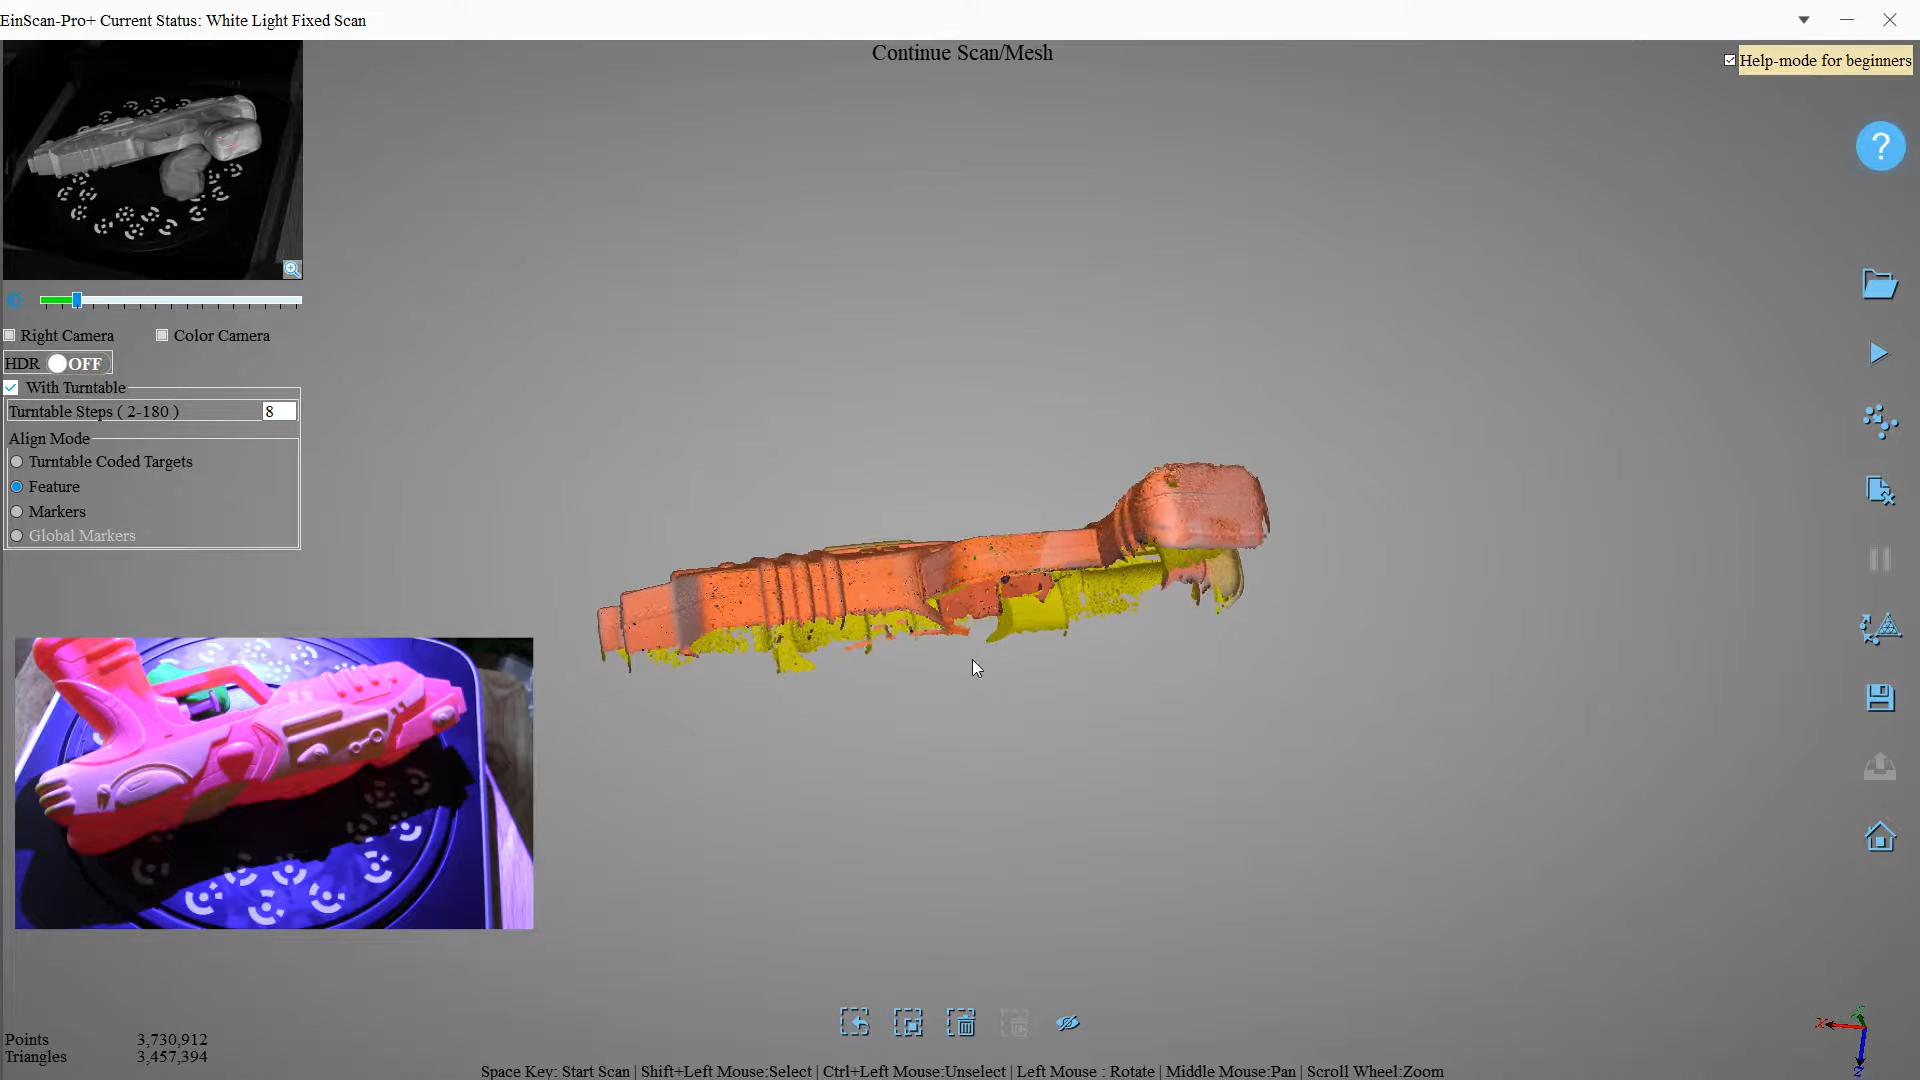 EinScan-Pro+ Current Status: White Light Fixed Scan
Continue Scan/Mesh
Help-mode for beginners
?
Right Camera
Color Camera
HDR OFF
With Turntable
Turntable Steps ( 2-180 ) 8
Align Mode
Turntable Coded Targets
Feature
Markers
Global Markers
Points 3,730,912
Triangles 3,457,394
X
Y
Z
Space Key: Start Scan | Shift+Left Mouse:Select | Ctrl+Left Mouse:Unselect | Left Mouse : Rotate | Middle Mouse:Pan | Scroll Wheel:Zoom